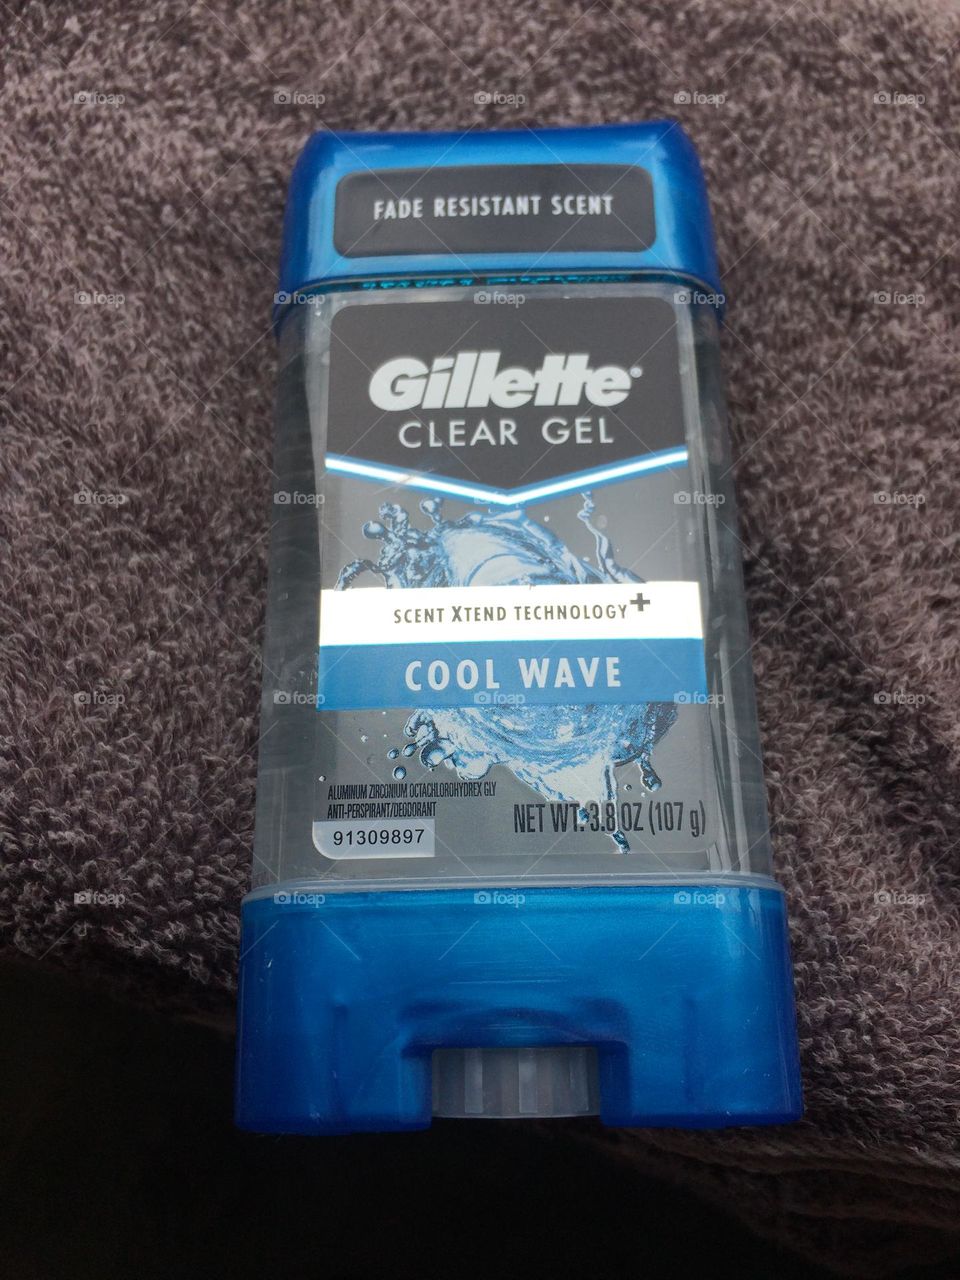 FADE RESISTANT SCENT
Gillette®
CLEAR GEL
SCENT XTEND TECHNOLOGY+
COOL WAVE
ALUMINUM ZIRCONIUM OCTACHLOROHYDREX GLY
ANTI-PERSPIRANT/DEODORANT
NET WT. 3.8 OZ (107 g)
91309897
foap